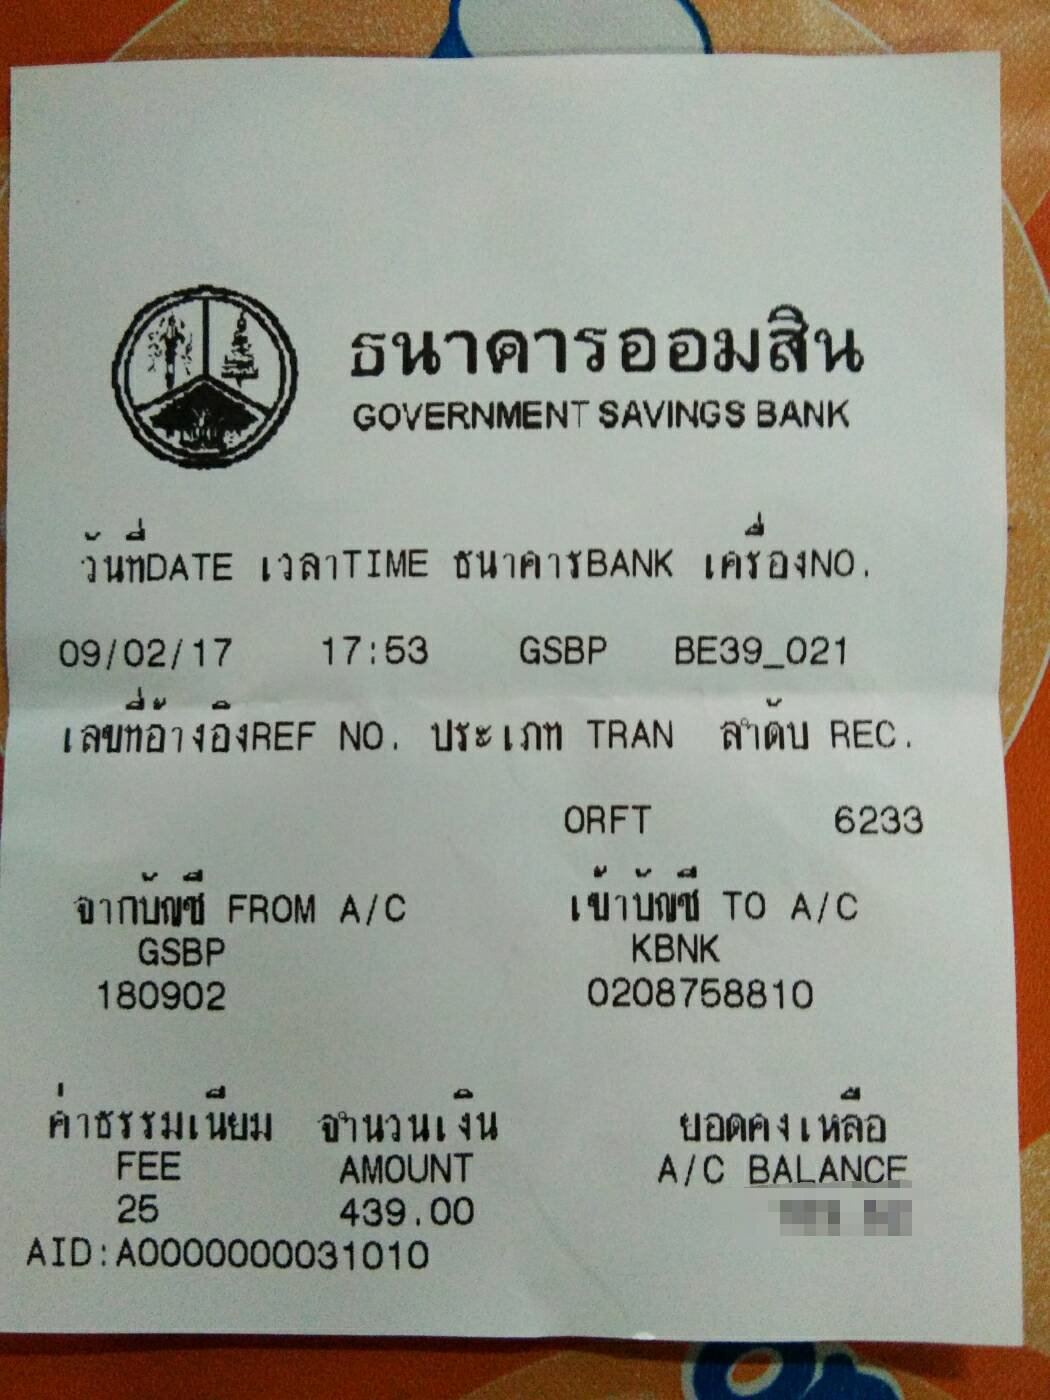 ธนาคารออมสิน
GOVERNMENT SAVINGS BANK
วันที่DATE เวลาTIME ธนาคารBANK เครื่องNO.
09/02/17 17:53 GSBP BE39_021
เลขที่อ้างอิงREF NO. ประเภท TRAN ลำดับ REC.
ORFT 6233
จากบัญชี FROM A/C เข้าบัญชี TO A/C
GSBP KBNK
180902 0208758810
ค่าธรรมเนียม จำนวนเงิน ยอดคงเหลือ
FEE AMOUNT A/C BALANCE
25 439.00
AID:A0000000031010